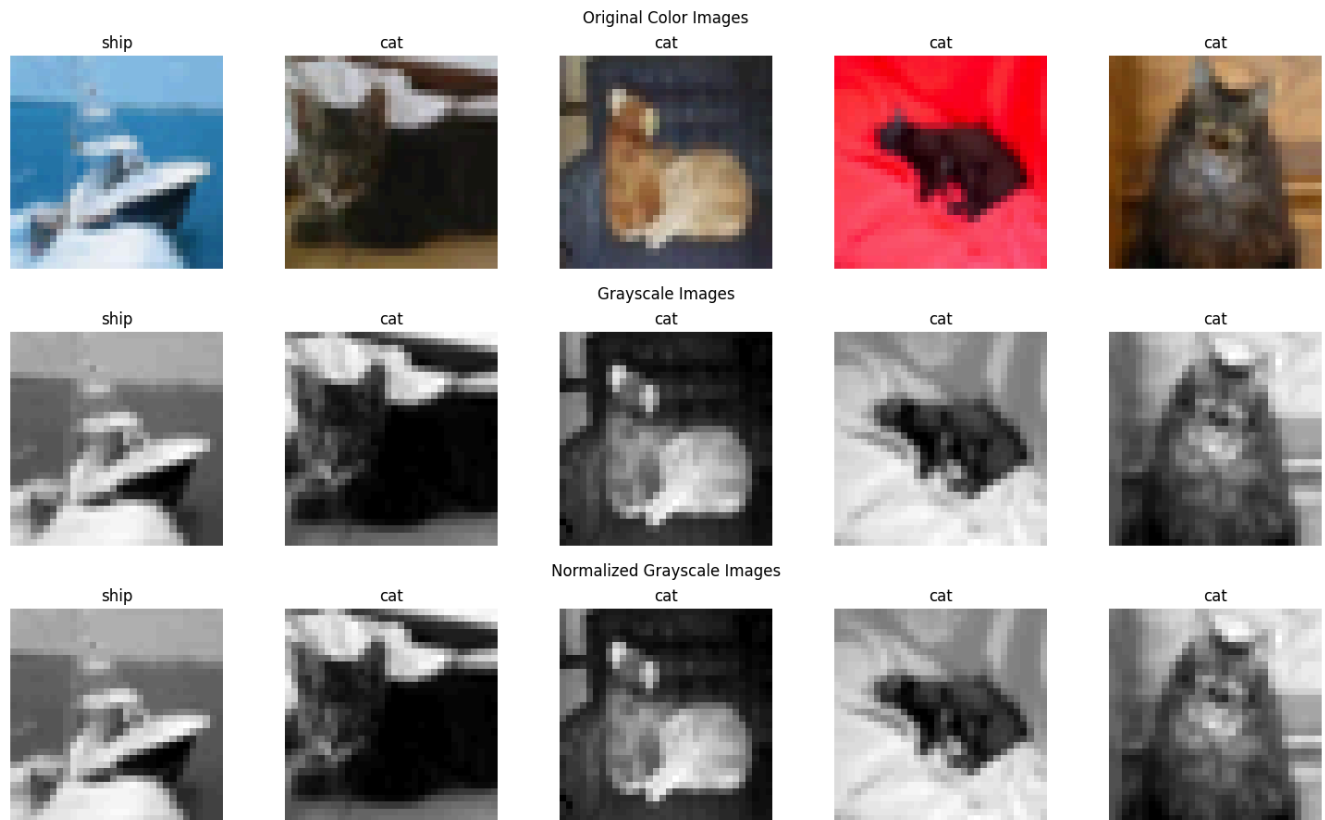 Original Color Images
ship cat cat cat cat
Grayscale Images
ship cat cat cat cat
Normalized Grayscale Images
ship cat cat cat cat